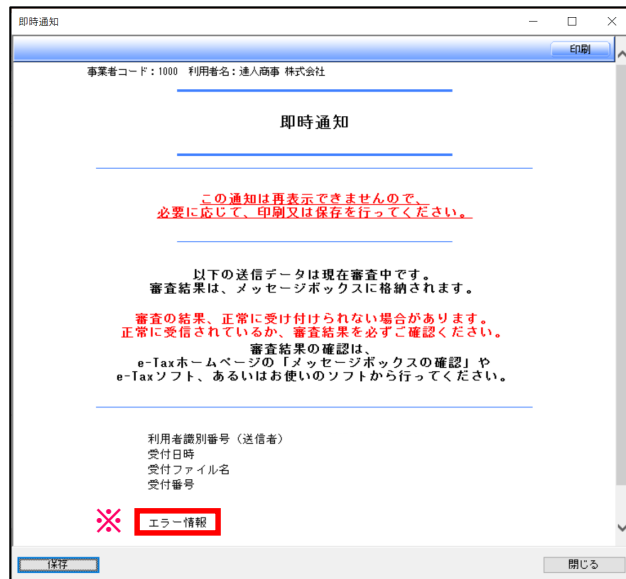 即時通知
印刷
事業者コード：1000 利用者名：達人商事 株式会社
即時通知
この通知は再表示できませんので、
必要に応じて、印刷又は保存を行ってください。
以下の送信データは現在審査中です。
審査結果は、メッセージボックスに格納されます。
審査の結果、正常に受け付けられない場合があります。
正常に受信されているか、審査結果を必ずご確認ください。
審査結果の確認は、
e-Taxホームページの「メッセージボックスの確認」や
e-Taxソフト、あるいはお使いのソフトから行ってください。
利用者識別番号（送信者）
受付日時
受付ファイル名
受付番号
※ エラー情報
保存 閉じる